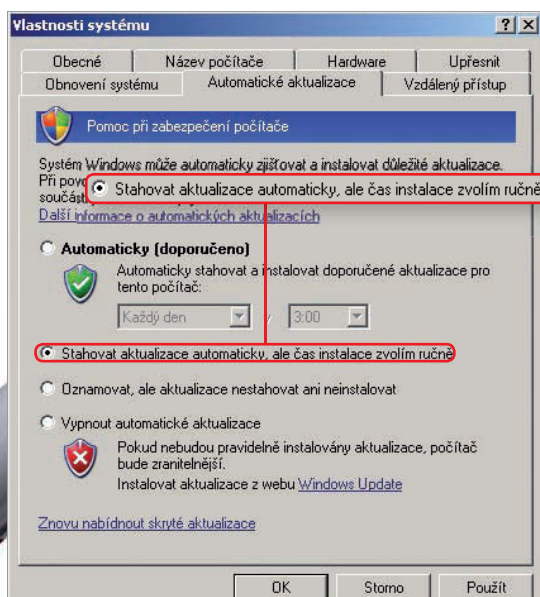 Vlastnosti systému
Obecné Název počítače Hardware Upřesnit
Obnovení systému Automatické aktualizace Vzdálený přístup
Pomoc při zabezpečení počítače
Systém Windows může automaticky zjišťovat a instalovat důležité aktualizace.
Při
součást
Stahovat aktualizace automaticky, ale čas instalace zvolím ručně
Další informace o automatických aktualizacích
Automaticky (doporučeno)
Automaticky stahovat a instalovat doporučené aktualizace pro
tento počítač:
Každý den v 3:00
Stahovat aktualizace automaticky, ale čas instalace zvolím ručně
Oznamovat, ale aktualizace nestahovat ani neinstalovat
Vypnout automatické aktualizace
Pokud nebudou pravidelně instalovány aktualizace, počítač
bude zranitelnější.
Instalovat aktualizace z webu Windows Update
Znovu nabídnout skryté aktualizace
OK Storno Použít